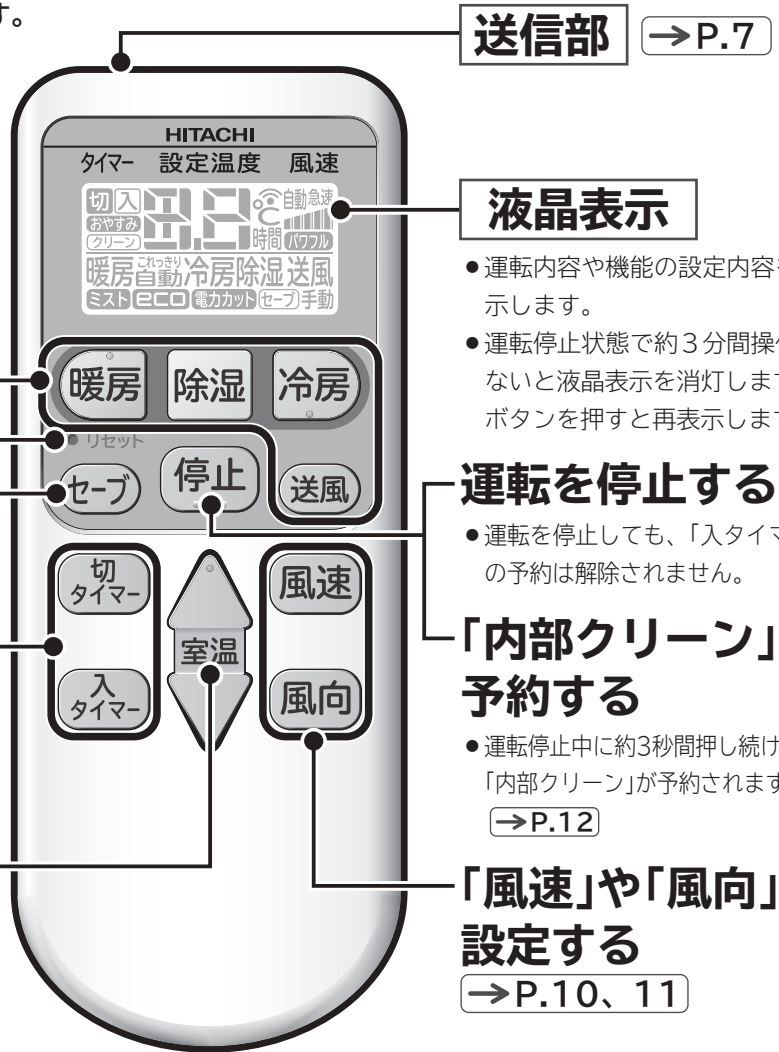 す。
送信部 →P.7
HITACHI
タイマー 設定温度 風速
切 入 自動 急速
おやすみ ℃
クリーン 時間 パワフル
これっきり
暖房 自動 冷房 除湿 送風
ミスト eco 電力カット セーブ 手動
液晶表示
●運転内容や機能の設定内容を
示します。
●運転停止状態で約3分間操作
ないと液晶表示を消灯します
ボタンを押すと再表示します
暖房 除湿 冷房
リセット
セーブ 停止 送風
運転を停止する
●運転を停止しても、「入タイマ
の予約は解除されません。
切
タイマー
風速
室温
入
タイマー
風向
「内部クリーン」
予約する
●運転停止中に約3秒間押し続け
「内部クリーン」が予約されます
→P.12
「風速」や「風向」
設定する
→P.10、11